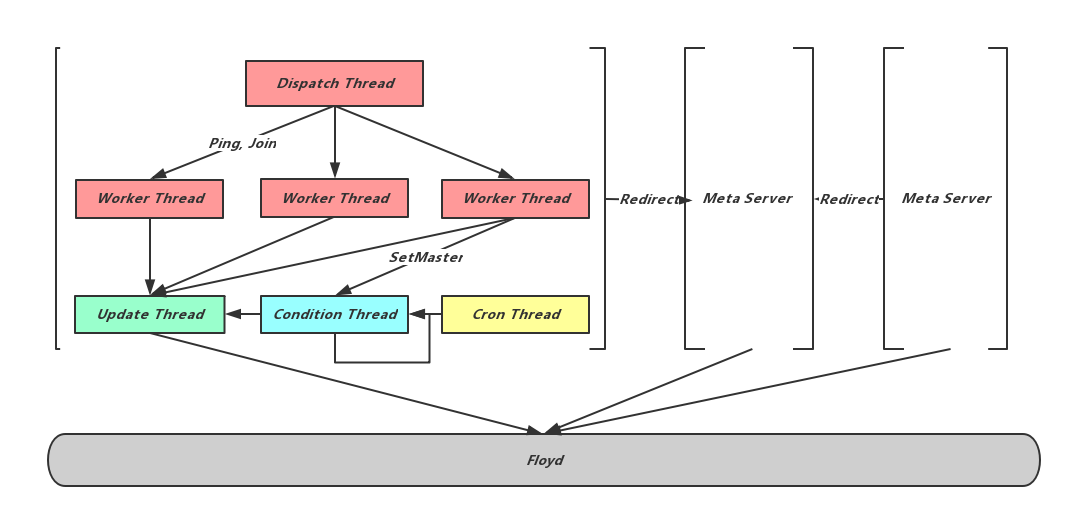 Dispatch Thread
Ping, Join
Worker Thread
Worker Thread
Worker Thread
Redirect
Meta Server
Redirect
Meta Server
SetMaster
Update Thread
Condition Thread
Cron Thread
Floyd